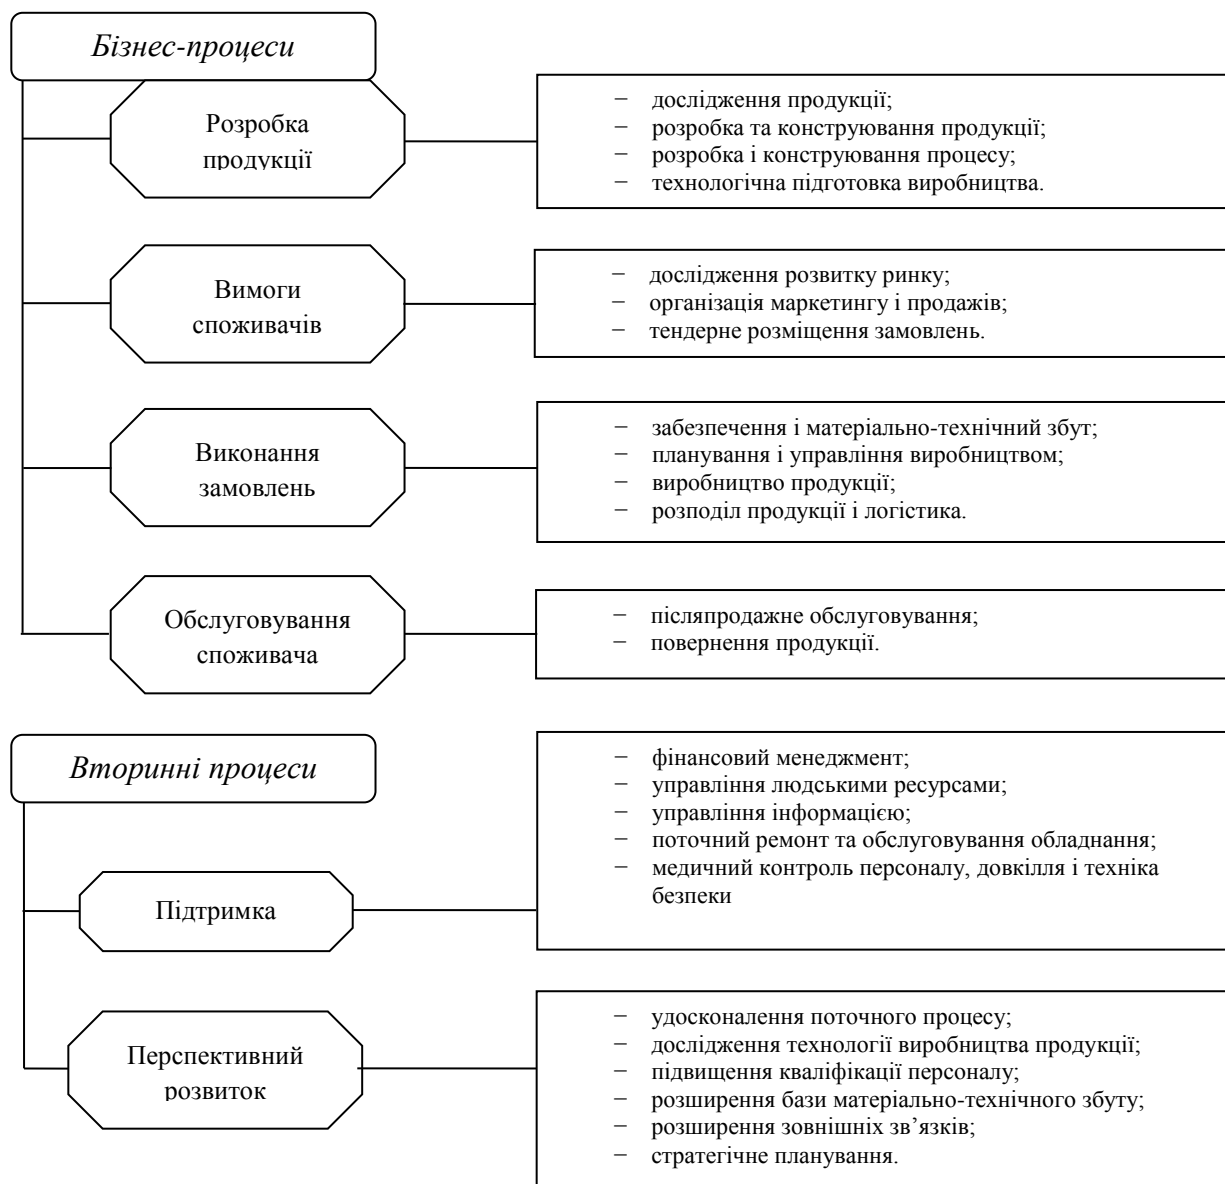 Бізнес-процеси
Розробка
продукції
− дослідження продукції;
− розробка та конструювання продукції;
− розробка і конструювання процесу;
− технологічна підготовка виробництва.
Вимоги
споживачів
− дослідження розвитку ринку;
− організація маркетингу і продажів;
− тендерне розміщення замовлень.
Виконання
замовлень
− забезпечення і матеріально-технічний збут;
− планування і управління виробництвом;
− виробництво продукції;
− розподіл продукції і логістика.
Обслуговування
споживача
− післяпродажне обслуговування;
− повернення продукції.
Вторинні процеси
Підтримка
− фінансовий менеджмент;
− управління людськими ресурсами;
− управління інформацією;
− поточний ремонт та обслуговування обладнання;
− медичний контроль персоналу, довкілля і техніка
безпеки
Перспективний
розвиток
− удосконалення поточного процесу;
− дослідження технології виробництва продукції;
− підвищення кваліфікації персоналу;
− розширення бази матеріально-технічного збуту;
− розширення зовнішніх зв’язків;
− стратегічне планування.